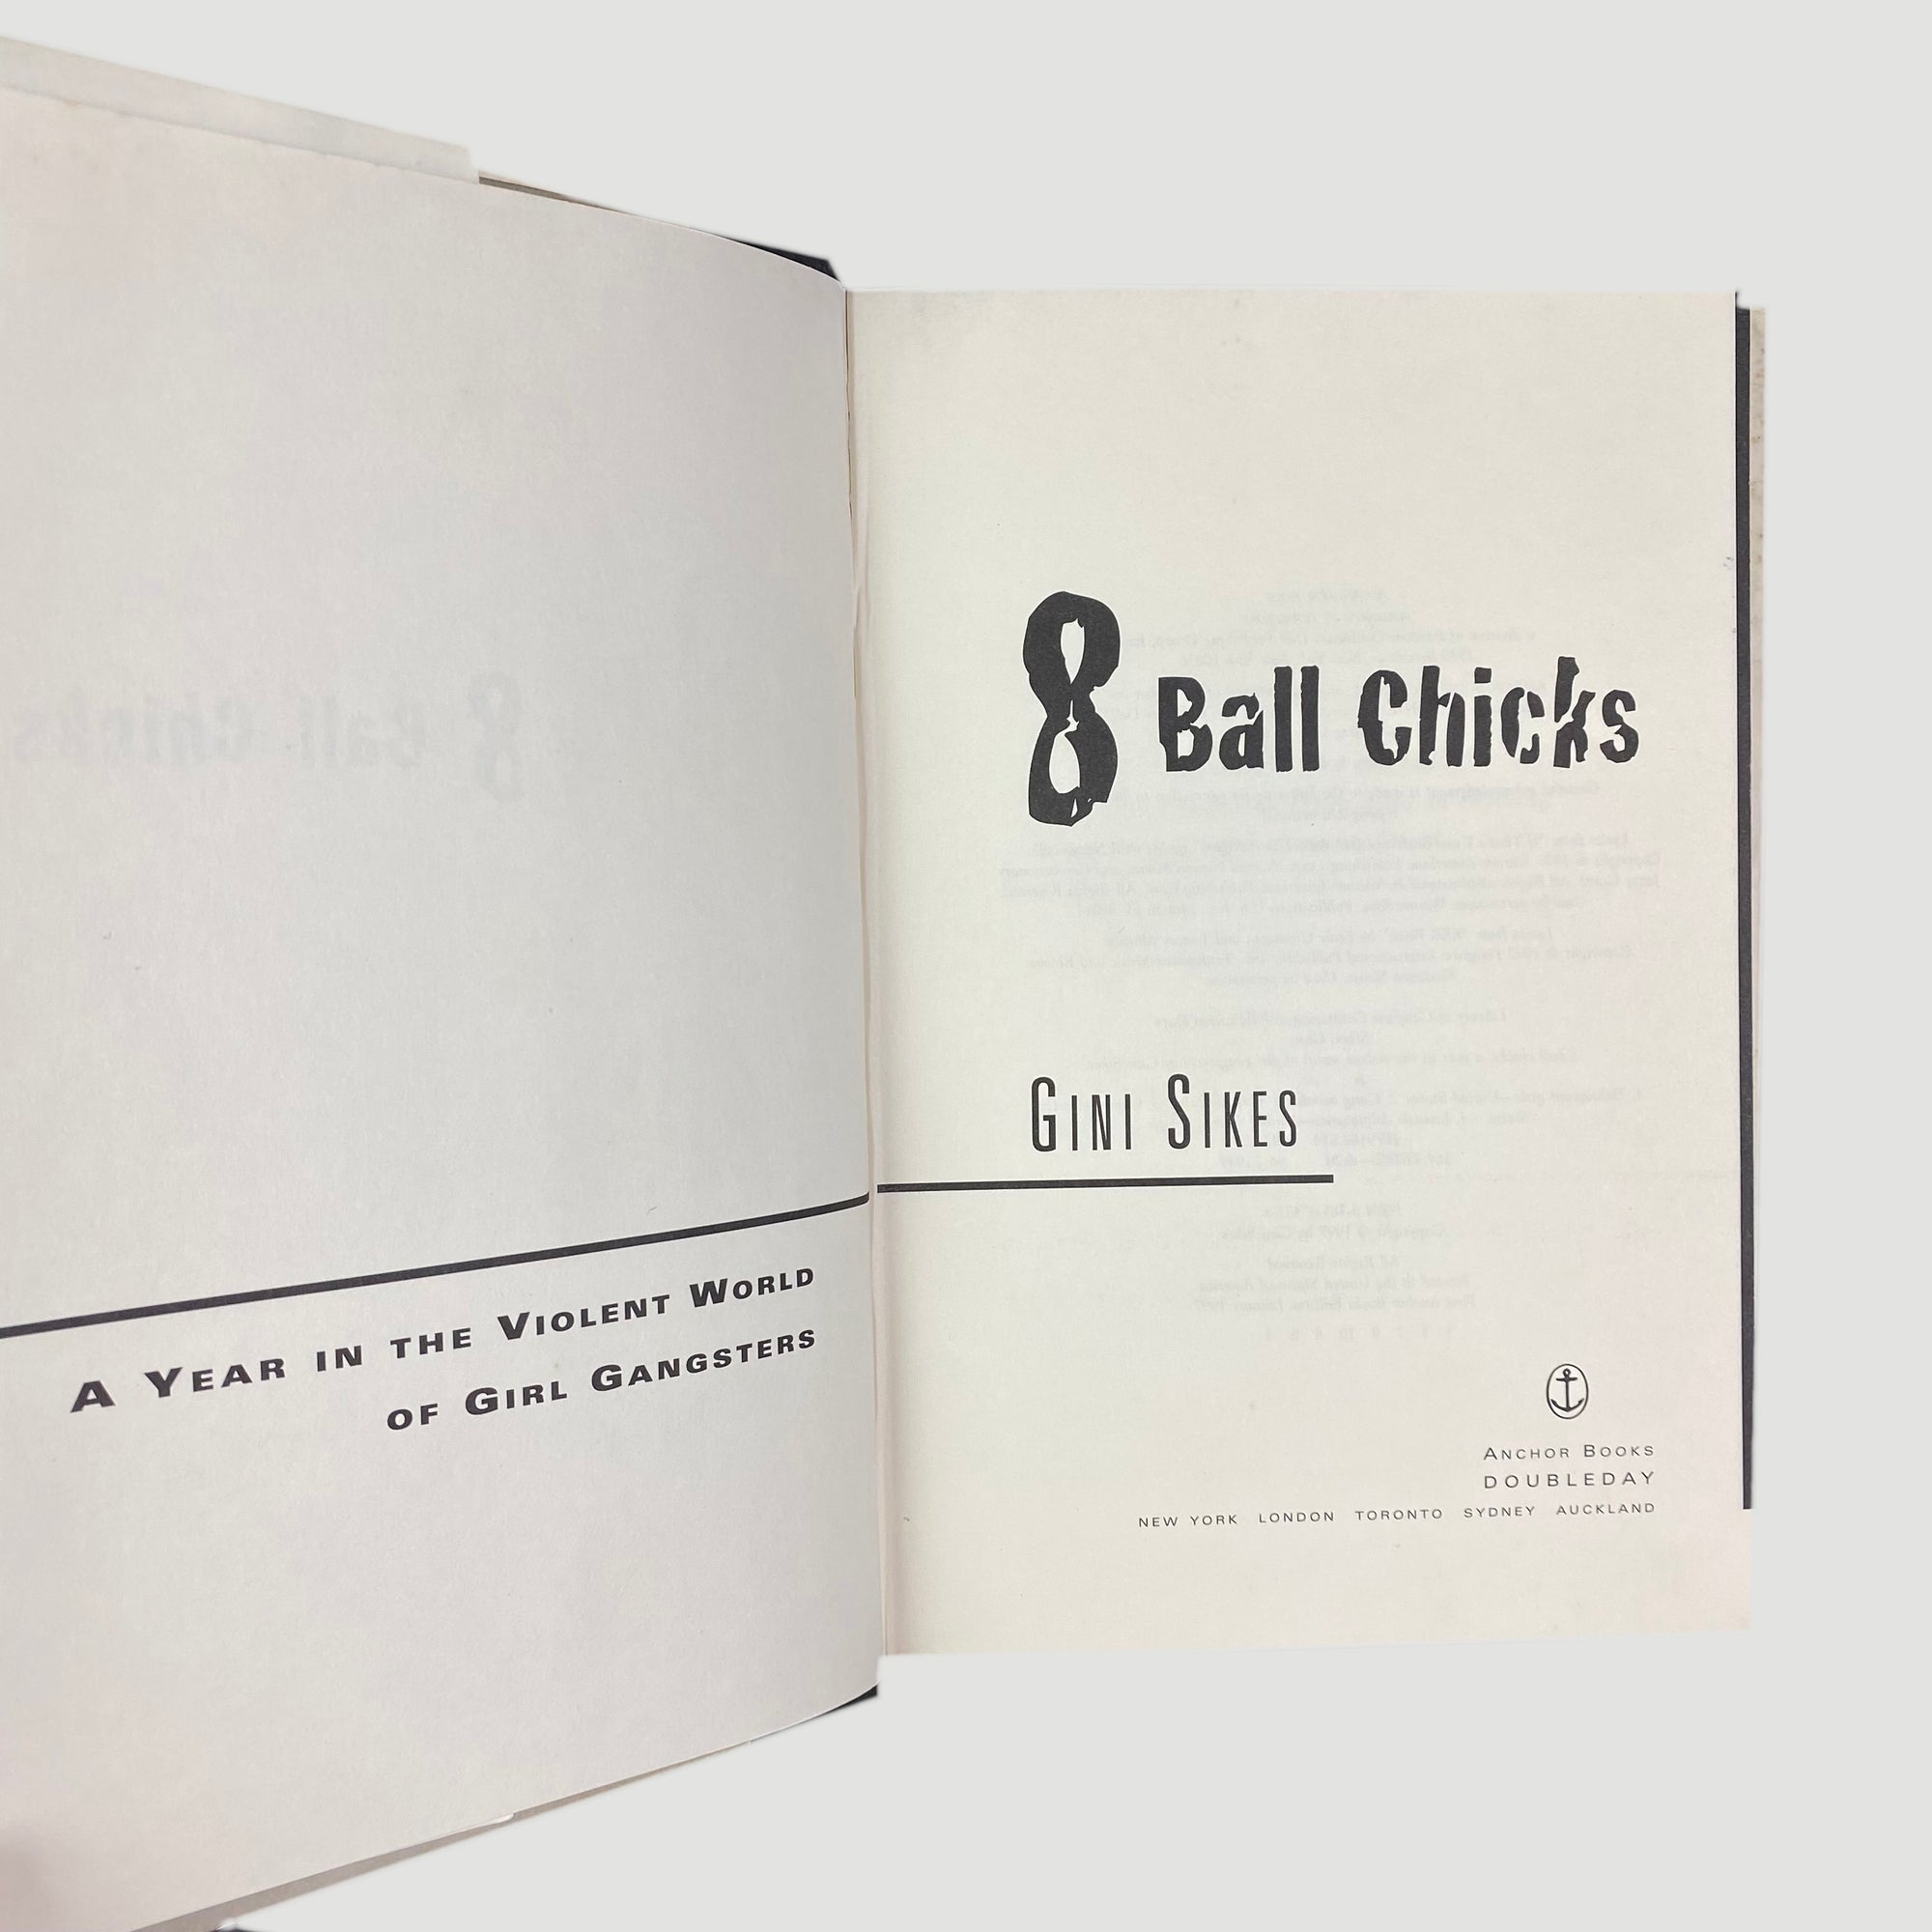 A Year in the Violent World
of Girl Gangsters
8 Ball Chicks
Gini Sikes
Anchor Books
DOUBLEDAY
NEW YORK LONDON TORONTO SYDNEY AUCKLAND